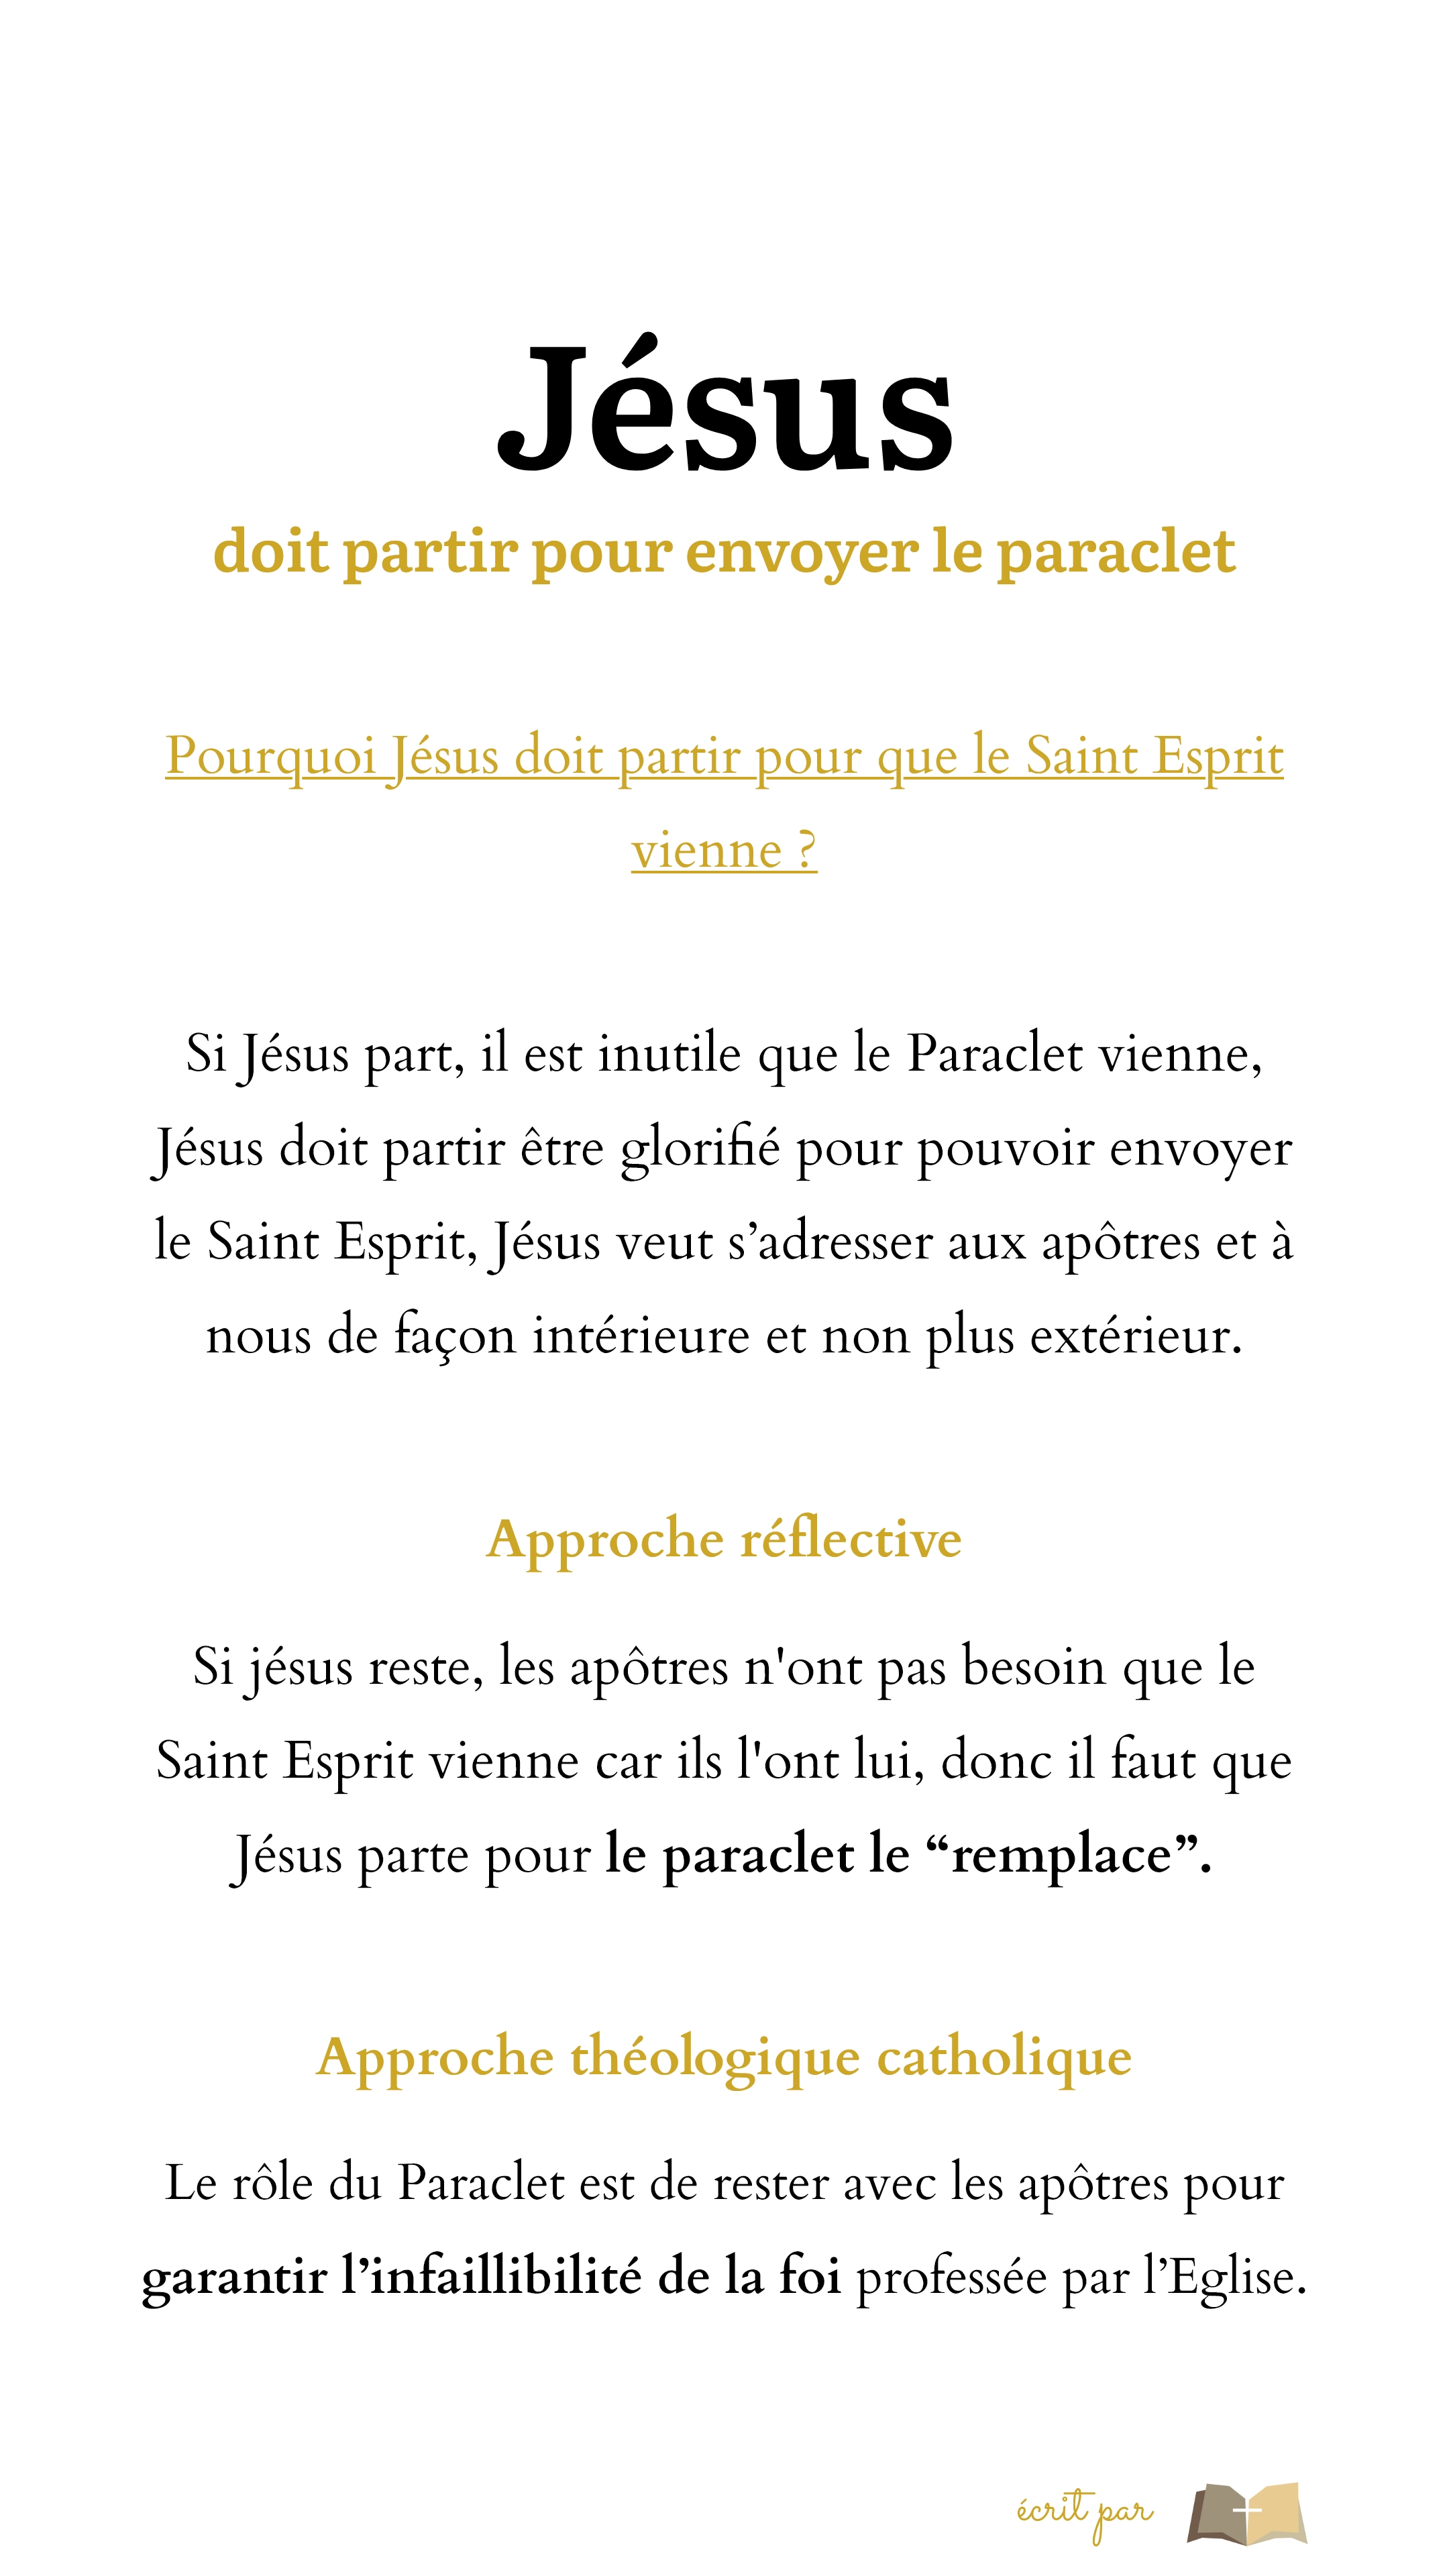 Jésus
doit partir pour envoyer le paraclet
Pourquoi Jésus doit partir pour que le Saint Esprit
vienne ?
Si Jésus part, il est inutile que le Paraclet vienne,
Jésus doit partir être glorifié pour pouvoir envoyer
le Saint Esprit, Jésus veut s’adresser aux apôtres et à
nous de façon intérieure et non plus extérieur.
Approche réflective
Si jésus reste, les apôtres n'ont pas besoin que le
Saint Esprit vienne car ils l'ont lui, donc il faut que
Jésus parte pour le paraclet le “remplace”.
Approche théologique catholique
Le rôle du Paraclet est de rester avec les apôtres pour
garantir l’infaillibilité de la foi professée par l’Eglise.
écrit par